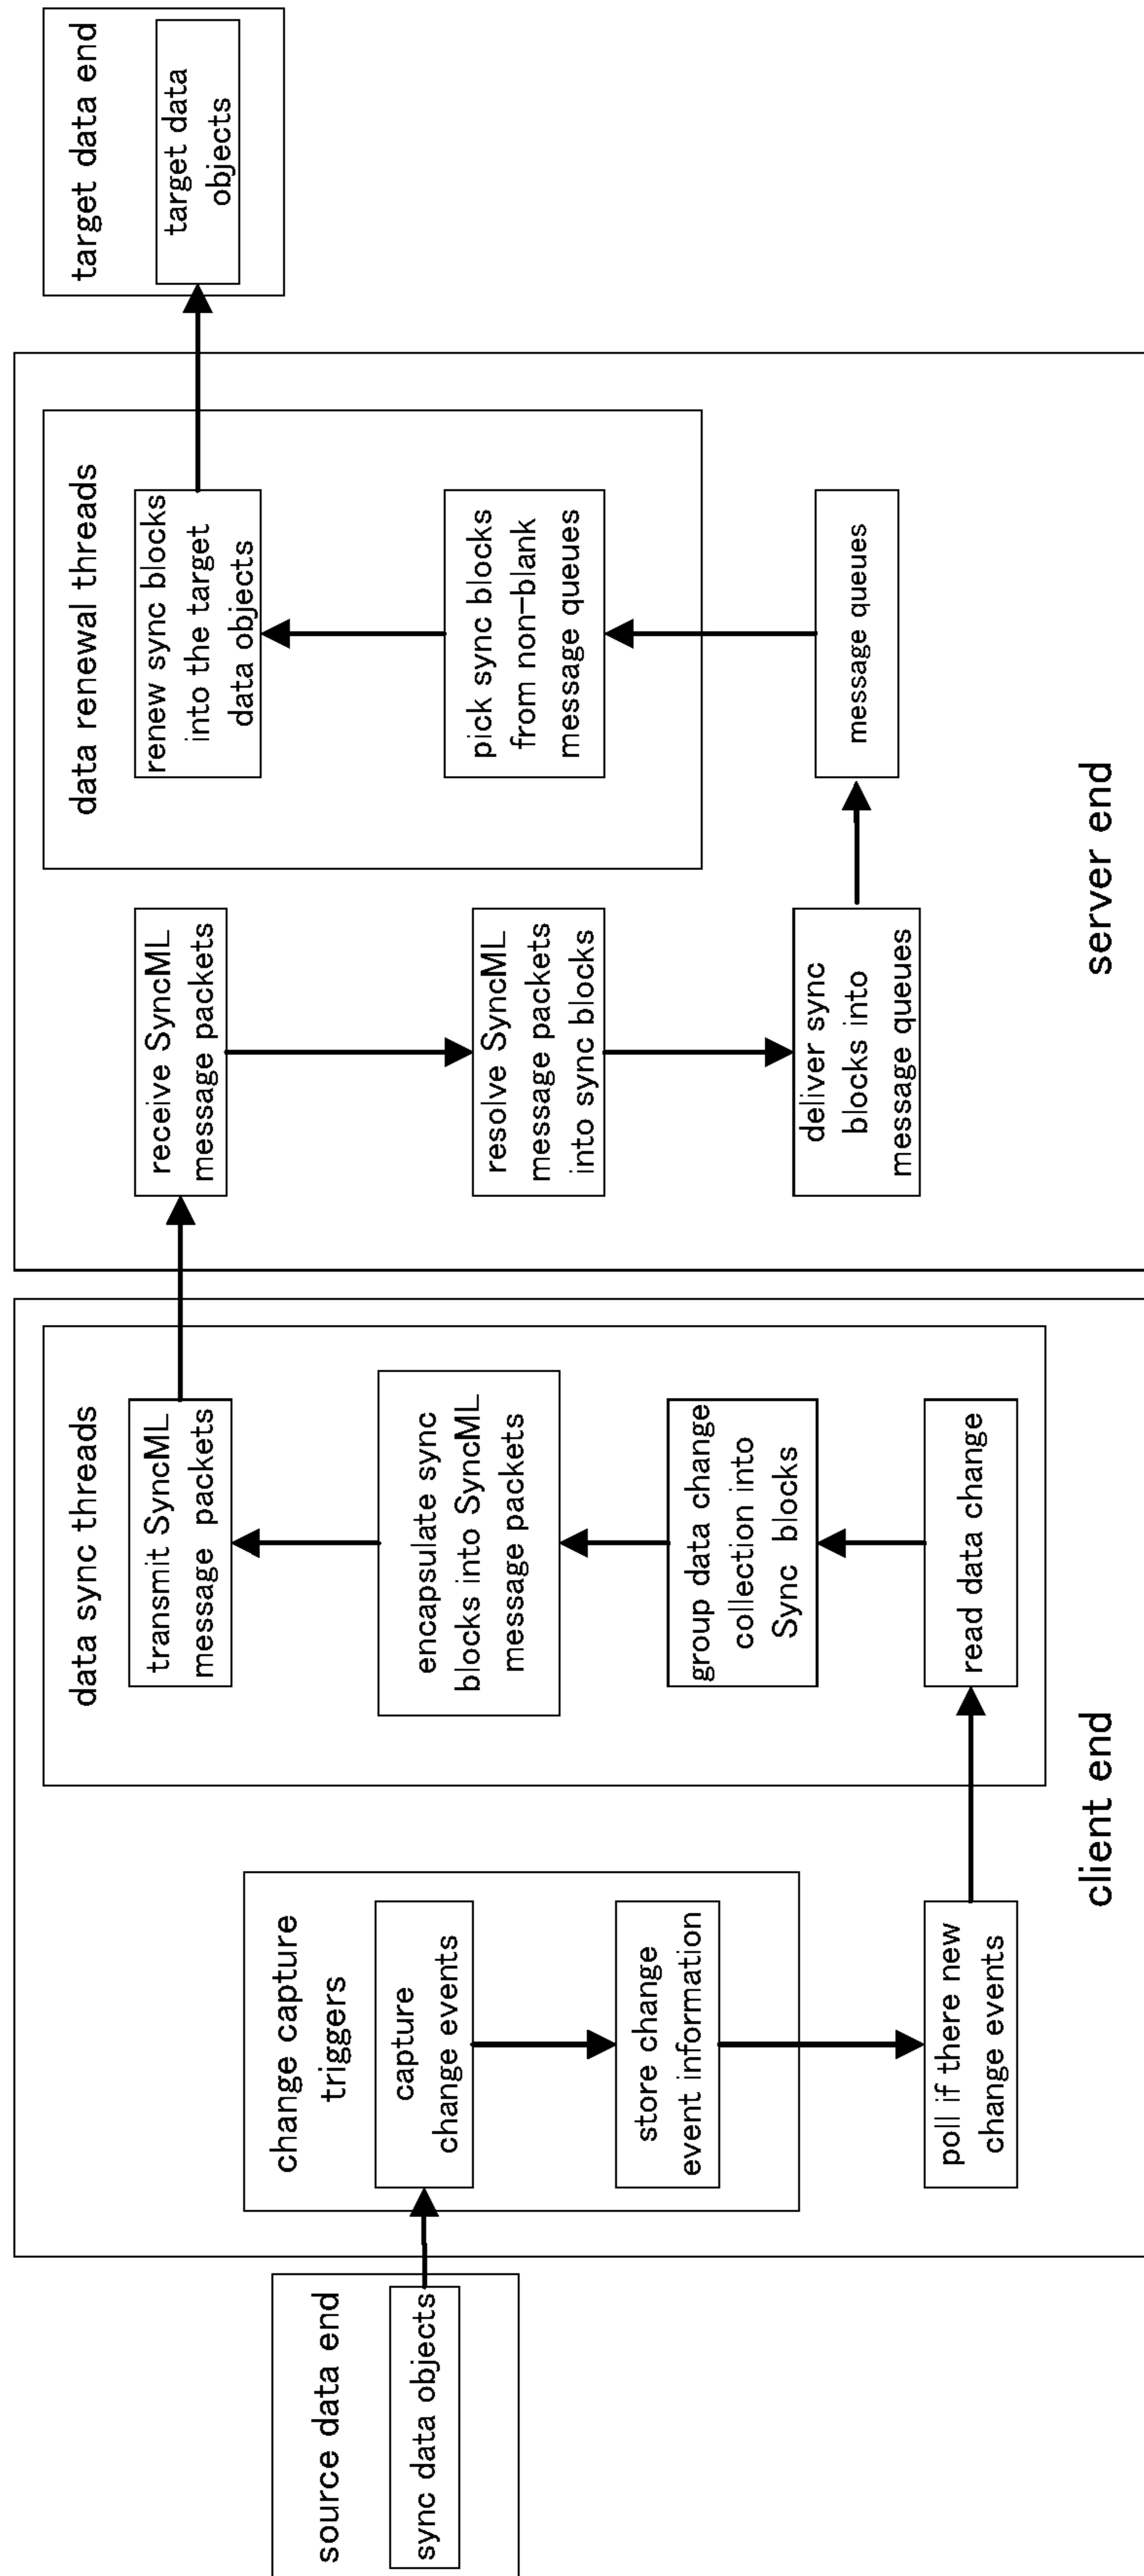 source data end
sync data objects
change capture
triggers
capture
change events
store change
event information
poll if there new
change events
data sync threads
transmit SyncML
message packets
encapsulate sync
blocks into SyncML
message packets
group data change
collection into
Sync blocks
read data change
client end
receive SyncML
message packets
resolve SyncML
message packets
into sync blocks
deliver sync
blocks into
message queues
data renewal threads
renew sync blocks
into the target
data objects
pick sync blocks
from non-blank
message queues
message queues
server end
target data end
target data
objects